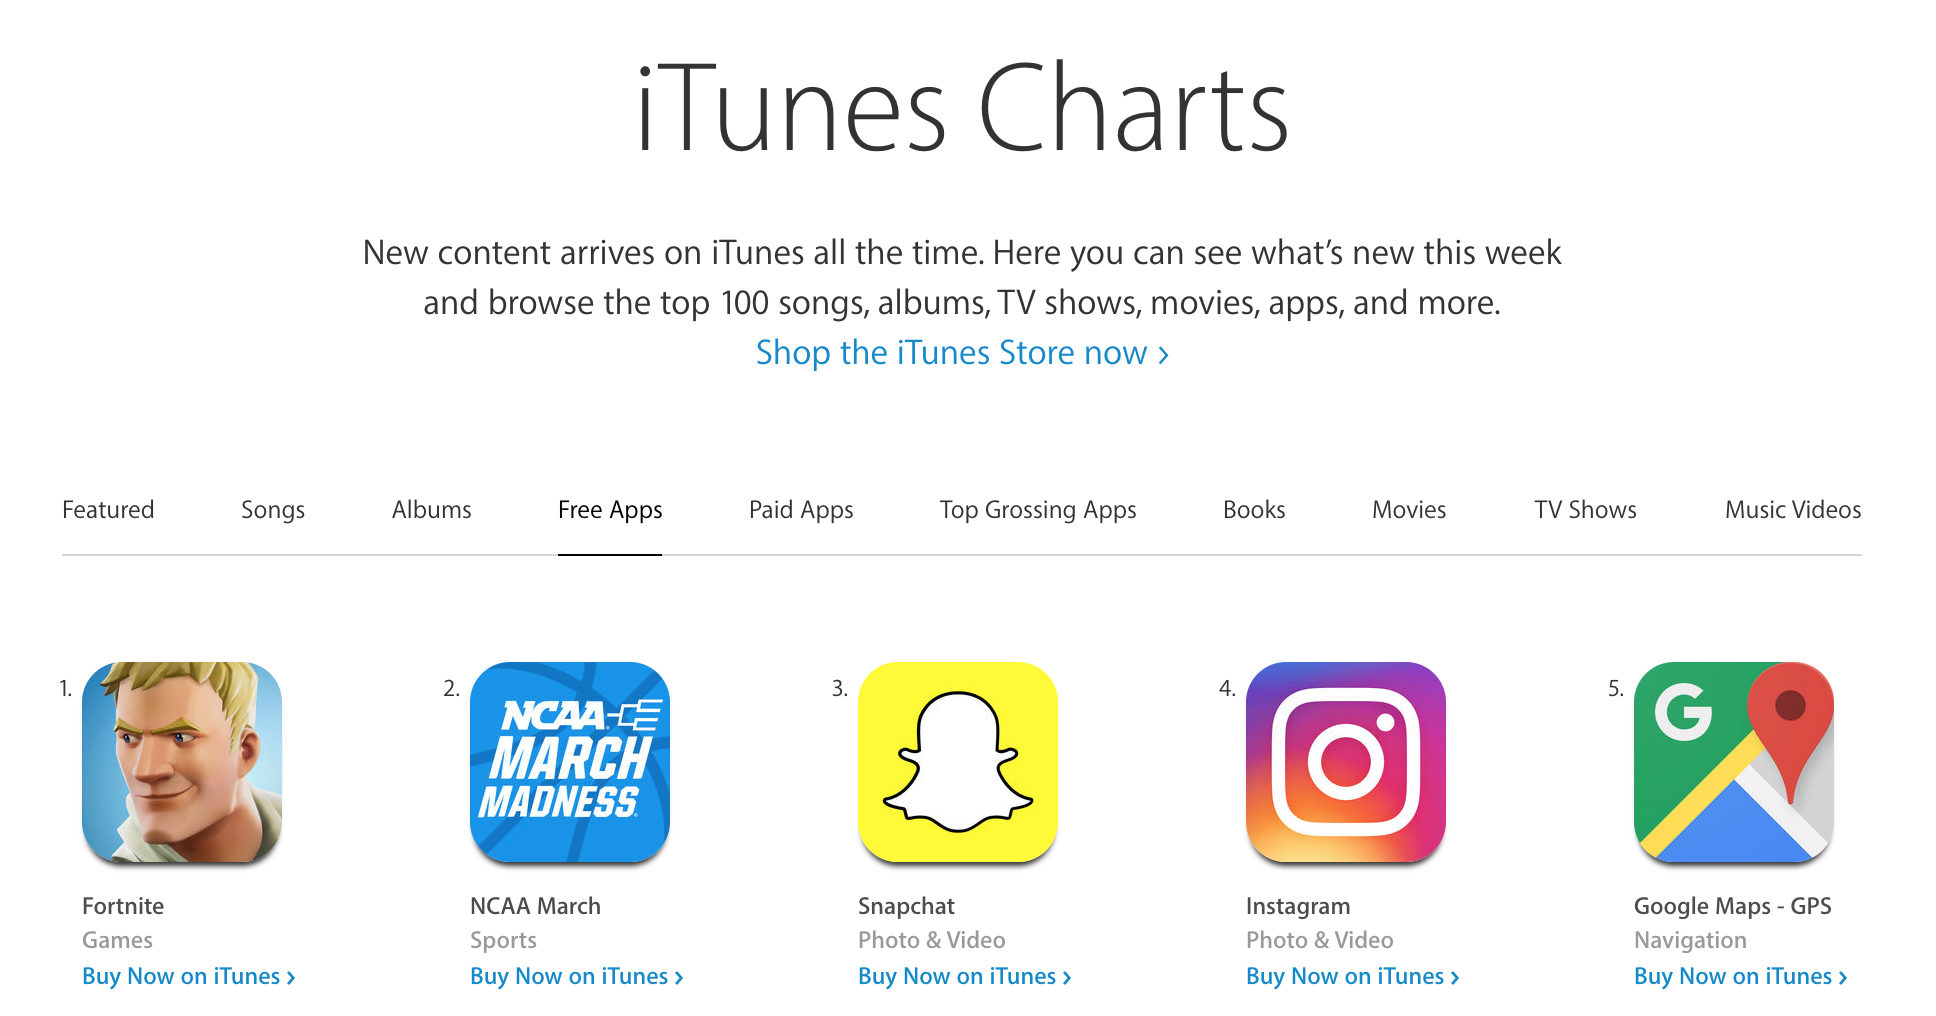 iTunes Charts
New content arrives on iTunes all the time. Here you can see what’s new this week
and browse the top 100 songs, albums, TV shows, movies, apps, and more.
Shop the iTunes Store now ›
Featured Songs Albums Free Apps Paid Apps Top Grossing Apps Books Movies TV Shows Music Videos
1. 2. 3. 4. 5.
NCAA
MARCH
MADNESS
G
Fortnite NCAA March Snapchat Instagram Google Maps - GPS
Games Sports Photo & Video Photo & Video Navigation
Buy Now on iTunes › Buy Now on iTunes › Buy Now on iTunes › Buy Now on iTunes › Buy Now on iTunes ›